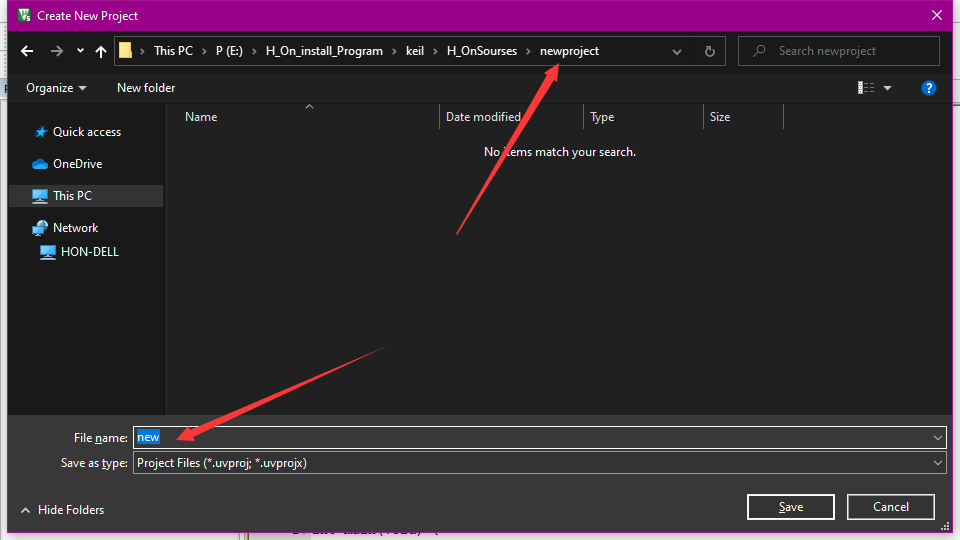 Create New Project
This PC > P (E:) > H_On_install_Program > keil > H_OnSourses > newproject
Search newproject
Organize
New folder
Name Date modified Type Size
Quick access
No items match your search.
OneDrive
This PC
Network
HON-DELL
File name: new
Save as type: Project Files (*.uvproj; *.uvprojx)
Hide Folders
Save
Cancel